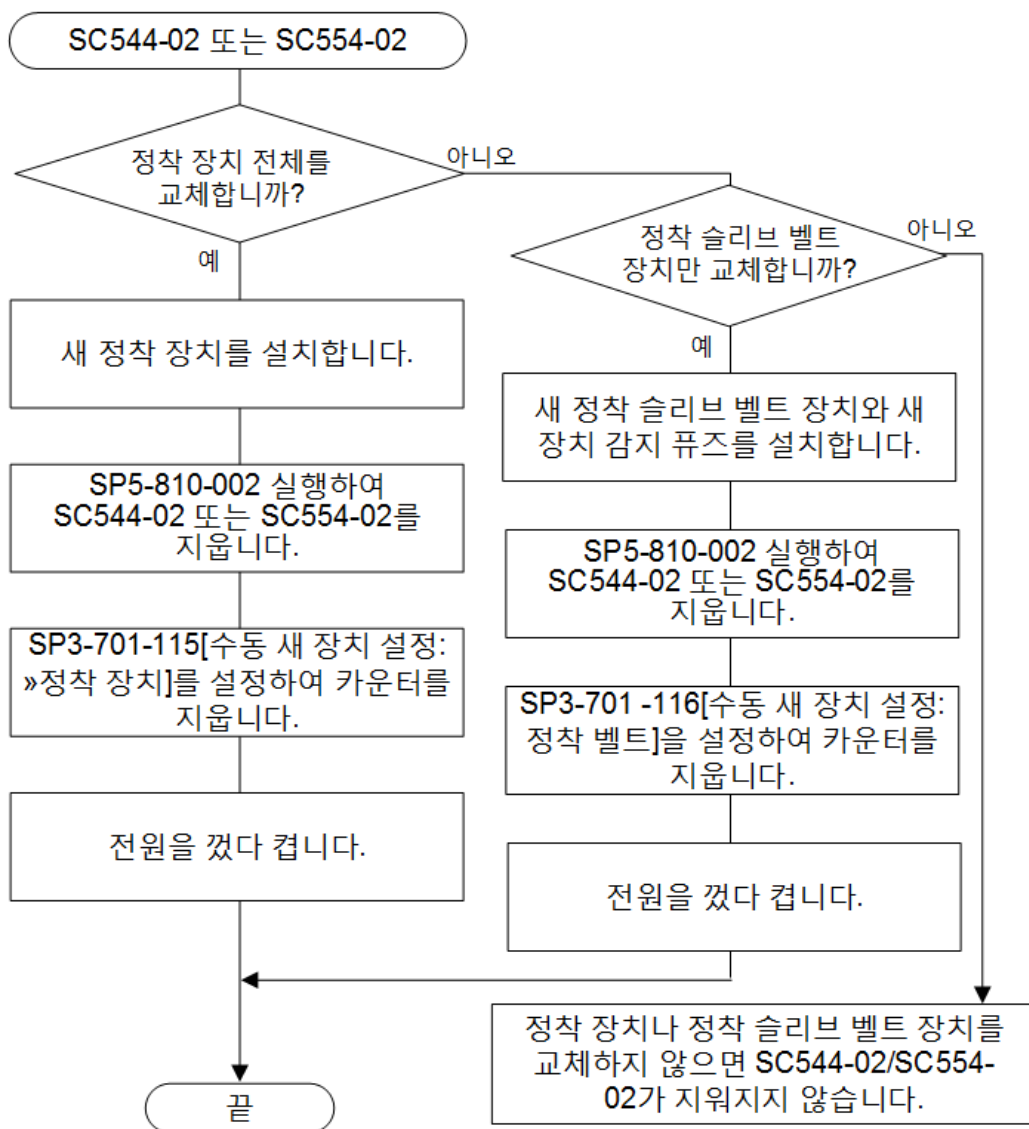 SC544-02 또는 SC554-02
정착 장치 전체를
교체합니까?
아니오
예
새 정착 장치를 설치합니다.
SP5-810-002 실행하여
SC544-02 또는 SC554-02를
지웁니다.
SP3-701-115[수동 새 장치 설정:
»정착 장치]를 설정하여 카운터를
지웁니다.
전원을 껐다 켭니다.
정착 슬리브 벨트
장치만 교체합니까?
아니오
예
새 정착 슬리브 벨트 장치와 새
장치 감지 퓨즈를 설치합니다.
SP5-810-002 실행하여
SC544-02 또는 SC554-02를
지웁니다.
SP3-701 -116[수동 새 장치 설정:
정착 벨트]을 설정하여 카운터를
지웁니다.
전원을 껐다 켭니다.
정착 장치나 정착 슬리브 벨트 장치를
교체하지 않으면 SC544-02/SC554-
02가 지워지지 않습니다.
끝